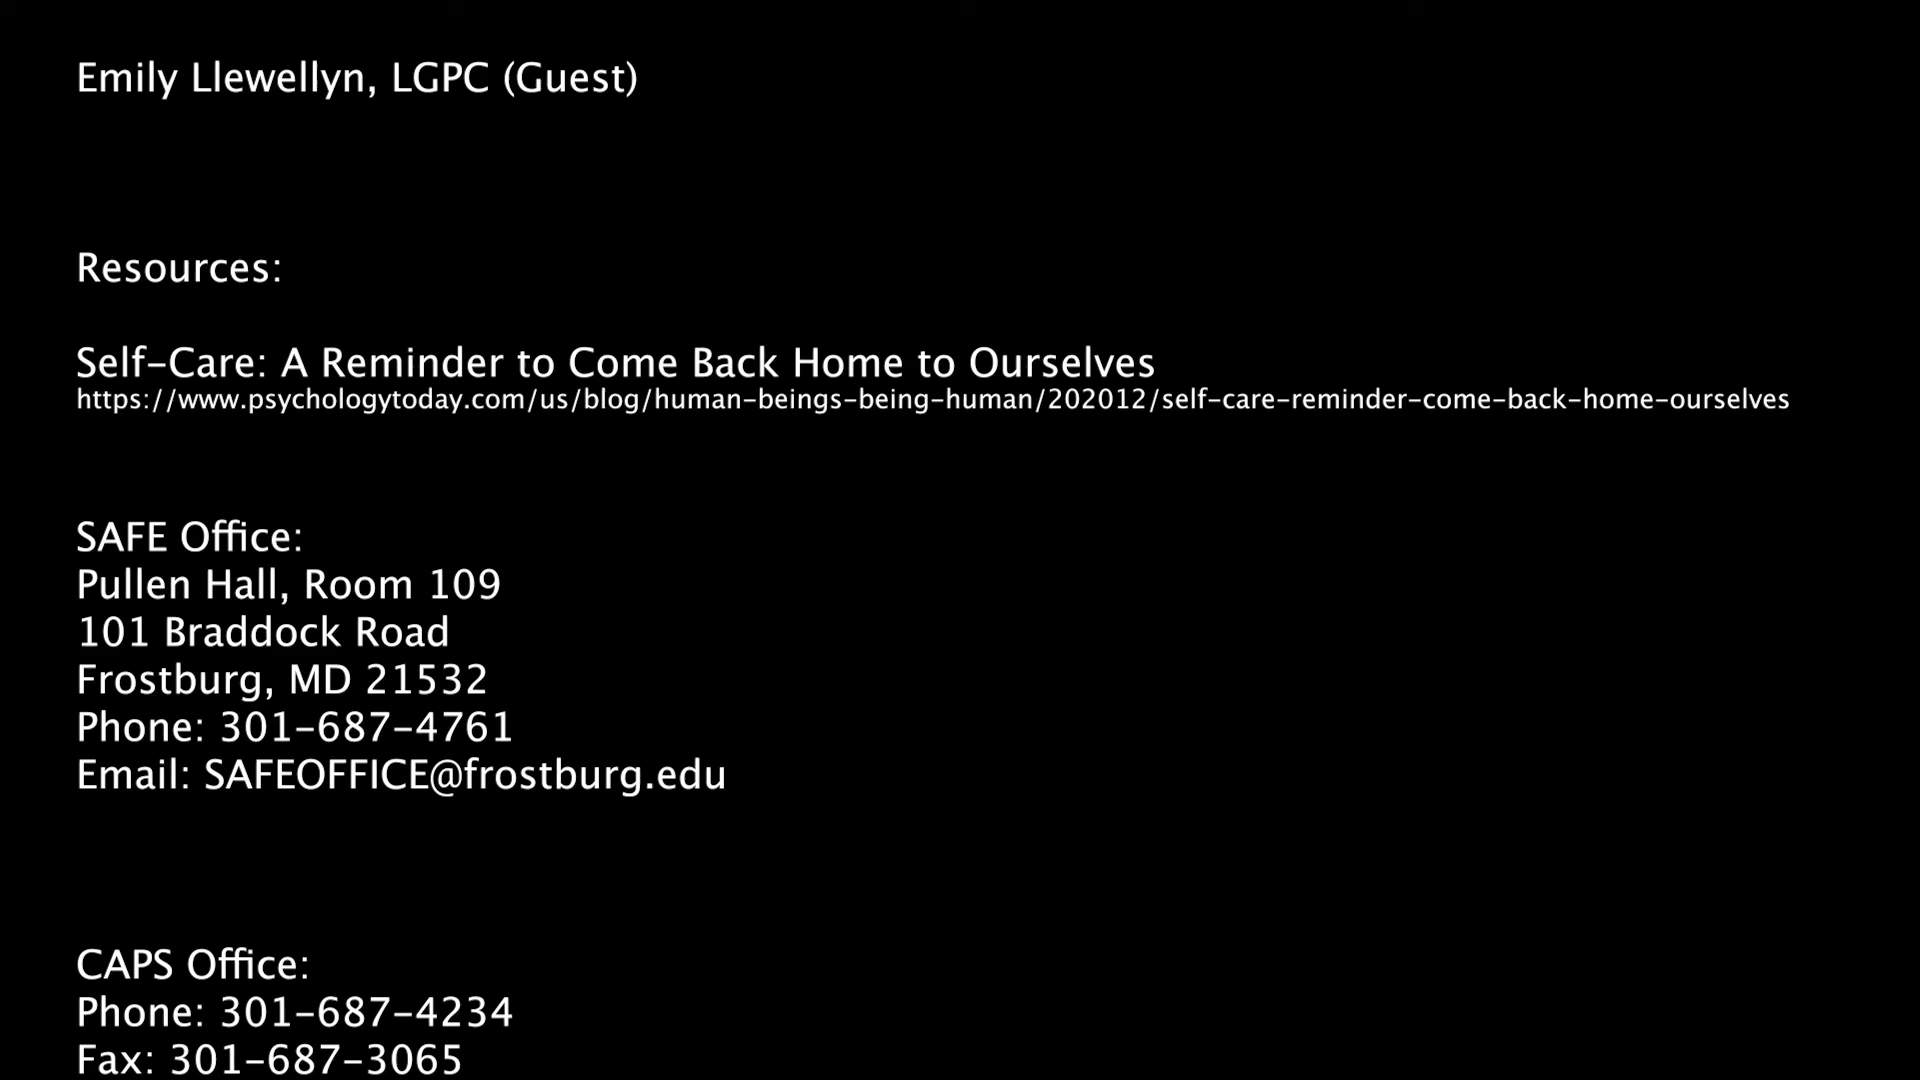 Emily Llewellyn, LGPC (Guest)
Resources:
Self-Care: A Reminder to Come Back Home to Ourselves
https://www.psychologytoday.com/us/blog/human-beings-being-human/202012/self-care-reminder-come-back-home-ourselves
SAFE Office:
Pullen Hall, Room 109
101 Braddock Road
Frostburg, MD 21532
Phone: 301-687-4761
Email: SAFEOFFICE@frostburg.edu
CAPS Office:
Phone: 301-687-4234
Fax: 301-687-3065